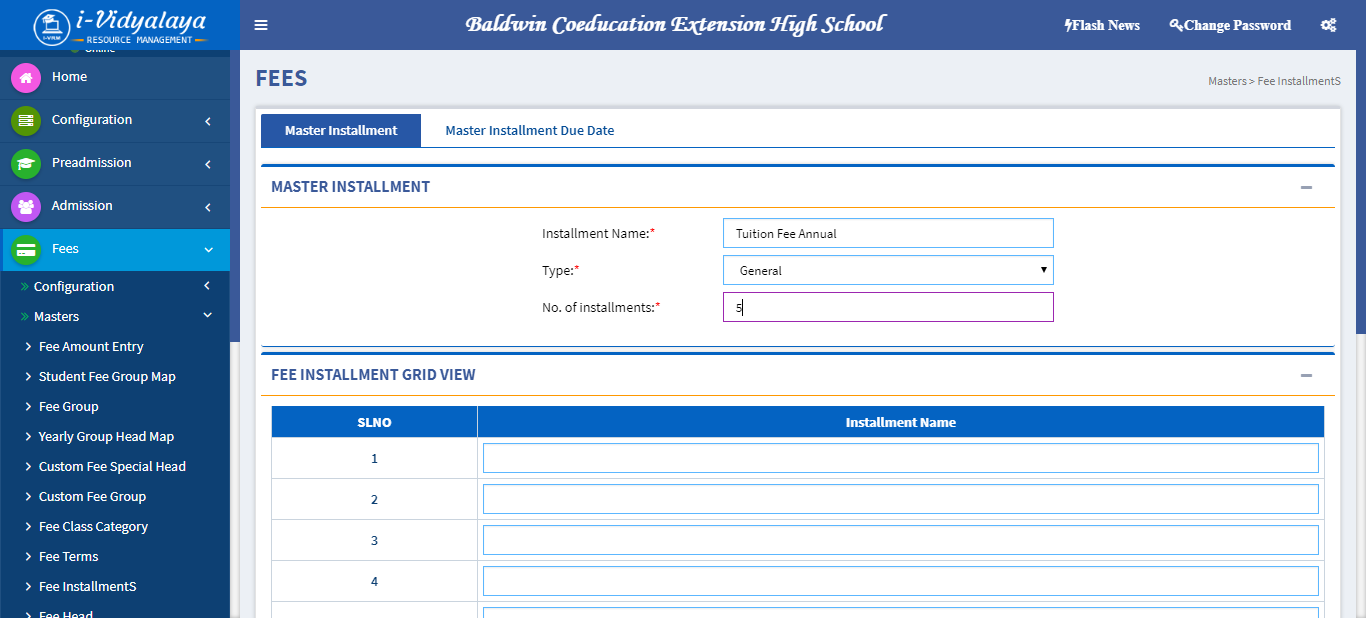 i-Vidyalaya
RESOURCE MANAGEMENT
i-VRM
Baldwin Coeducation Extension High School
Flash News
Change Password
Online
Home
Configuration
Preadmission
Admission
Fees
Configuration
Masters
Fee Amount Entry
Student Fee Group Map
Fee Group
Yearly Group Head Map
Custom Fee Special Head
Custom Fee Group
Fee Class Category
Fee Terms
Fee InstallmentS
Fee Head
FEES
Masters > Fee InstallmentS
Master Installment
Master Installment Due Date
MASTER INSTALLMENT
Installment Name:* Tuition Fee Annual
Type:* General
No. of installments:* 5
FEE INSTALLMENT GRID VIEW
SLNO Installment Name
1
2
3
4